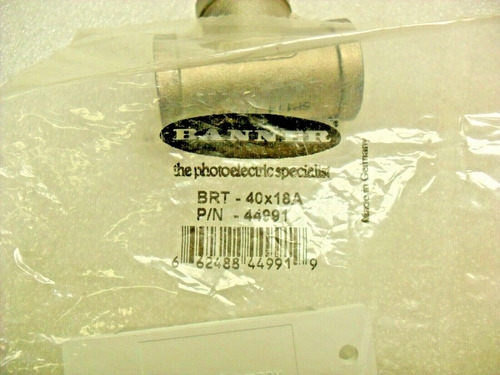 BANNER
the photoelectric specialist
BRT - 40x18A
P/N - 44991
6 62488 44991 9
Made in Germany